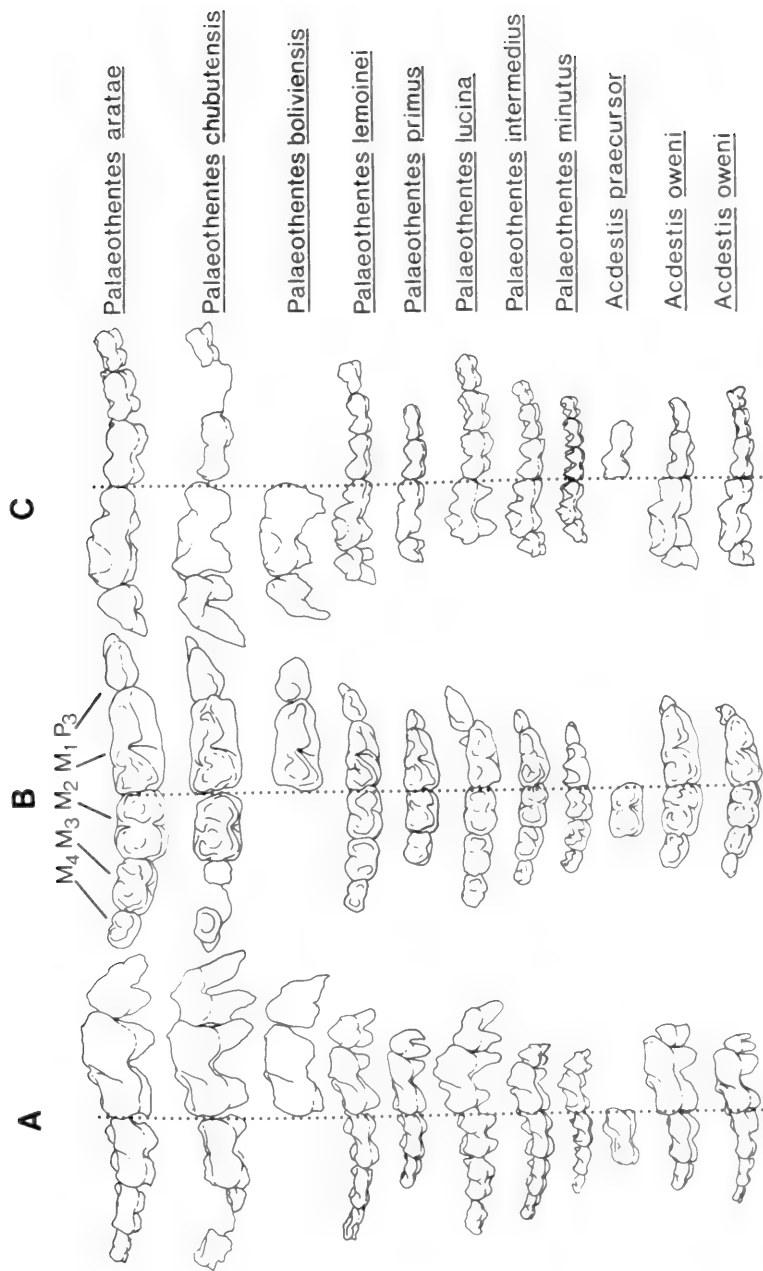 A
B
C
M4 M3 M2 M1 P3
Palaeothentes aratae
Palaeothentes chubutensis
Palaeothentes boliviensis
Palaeothentes lemoinei
Palaeothentes primus
Palaeothentes lucina
Palaeothentes intermedius
Palaeothentes minutus
Acdestis praecursor
Acdestis oweni
Acdestis oweni